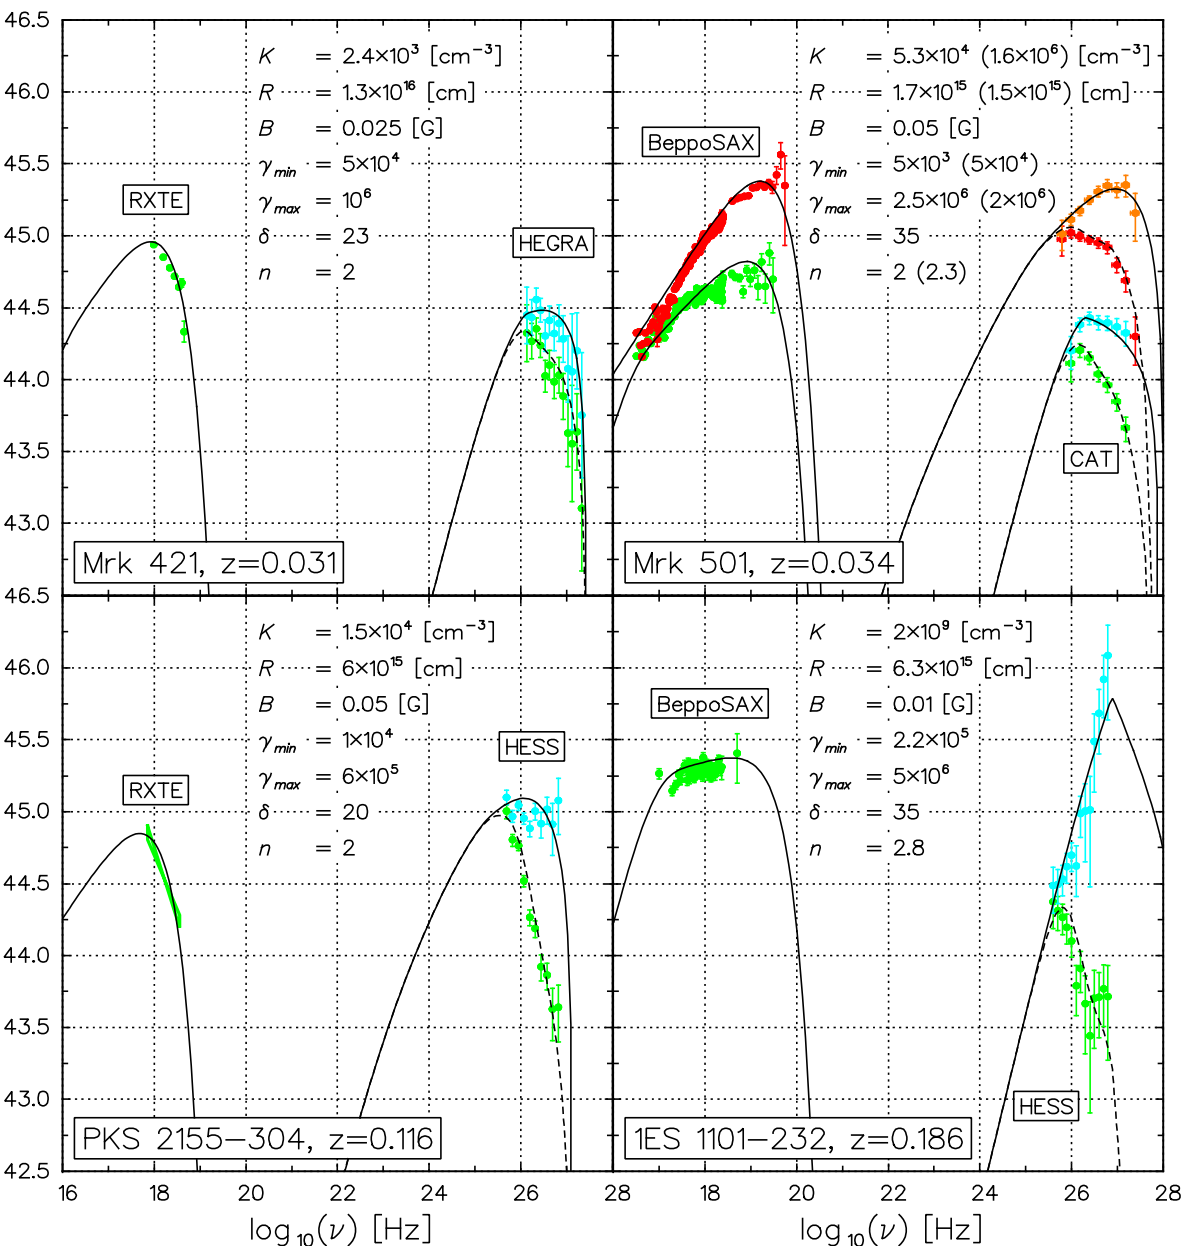 46.5
46.0
45.5
45.0
44.5
44.0
43.5
43.0
46.5
K = 2.4×10³ [cm⁻³]
R = 1.3×10¹⁶ [cm]
B = 0.025 [G]
γmin = 5×10⁴
γmax = 10⁶
δ = 23
n = 2
RXTE
HEGRA
Mrk 421, z=0.031
K = 5.3×10⁴ (1.6×10⁶) [cm⁻³]
R = 1.7×10¹⁵ (1.5×10¹⁵) [cm]
B = 0.05 [G]
γmin = 5×10³ (5×10⁴)
γmax = 2.5×10⁶ (2×10⁶)
δ = 35
n = 2 (2.3)
BeppoSAX
CAT
Mrk 501, z=0.034
46.0
45.5
45.0
44.5
44.0
43.5
43.0
42.5
K = 1.5×10⁴ [cm⁻³]
R = 6×10¹⁵ [cm]
B = 0.05 [G]
γmin = 1×10⁴
γmax = 6×10⁵
δ = 20
n = 2
RXTE
HESS
PKS 2155−304, z=0.116
K = 2×10⁹ [cm⁻³]
R = 6.3×10¹⁵ [cm]
B = 0.01 [G]
γmin = 2.2×10⁵
γmax = 5×10⁶
δ = 35
n = 2.8
BeppoSAX
HESS
1ES 1101−232, z=0.186
16 18 20 22 24 26 28 18 20 22 24 26 28
log₁₀(ν) [Hz]
log₁₀(ν) [Hz]